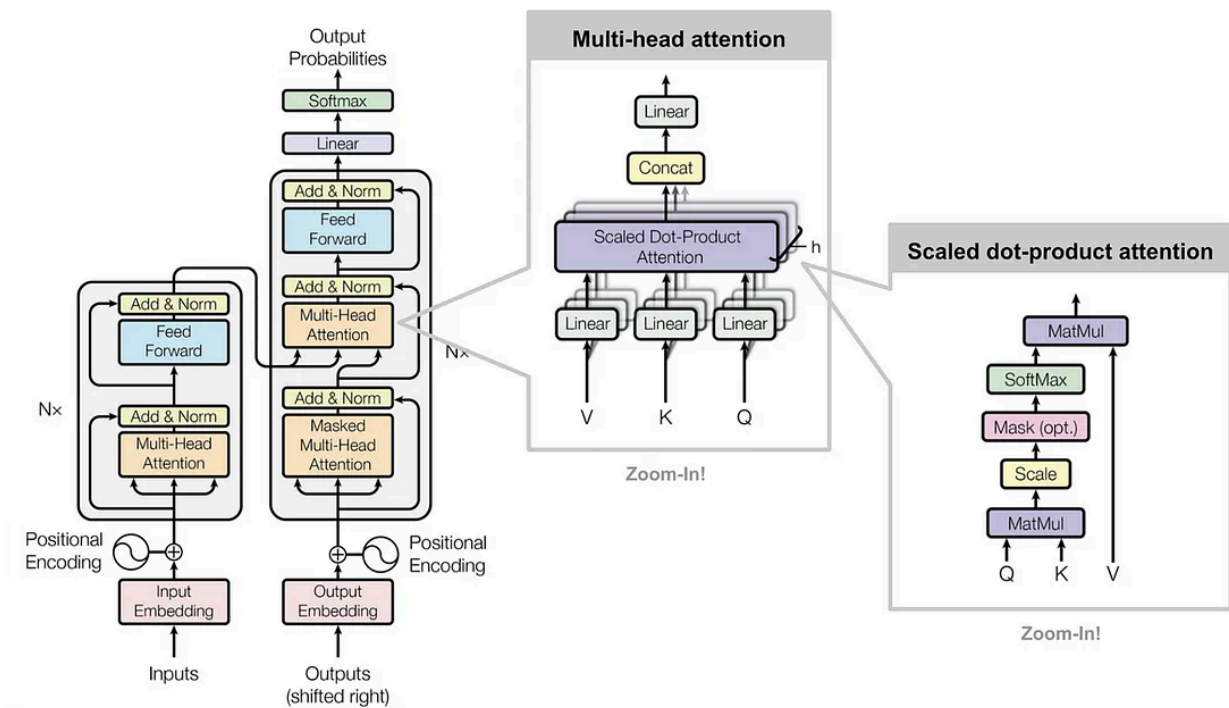 Output
Probabilities
Softmax
Linear
Add & Norm
Feed
Forward
Add & Norm
Multi-Head
Attention
Nx
Add & Norm
Masked
Multi-Head
Attention
Positional
Encoding
Output
Embedding
Outputs
(shifted right)
Add & Norm
Feed
Forward
Nx
Add & Norm
Multi-Head
Attention
Positional
Encoding
Input
Embedding
Inputs
Multi-head attention
Linear
Concat
Scaled Dot-Product
Attention
h
Linear Linear Linear
V K Q
Zoom-In!
Scaled dot-product attention
MatMul
SoftMax
Mask (opt.)
Scale
MatMul
Q K V
Zoom-In!